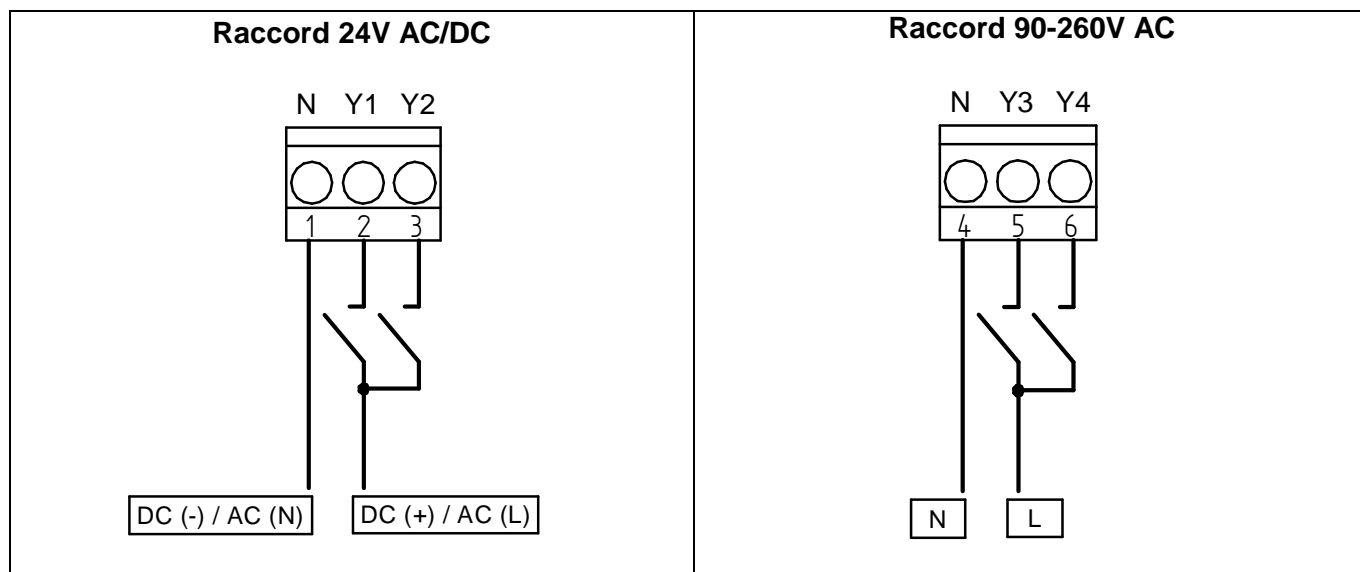 Raccord 24V AC/DC
N Y1 Y2
1 2 3
DC (-) / AC (N)
DC (+) / AC (L)
Raccord 90-260V AC
N Y3 Y4
4 5 6
N
L